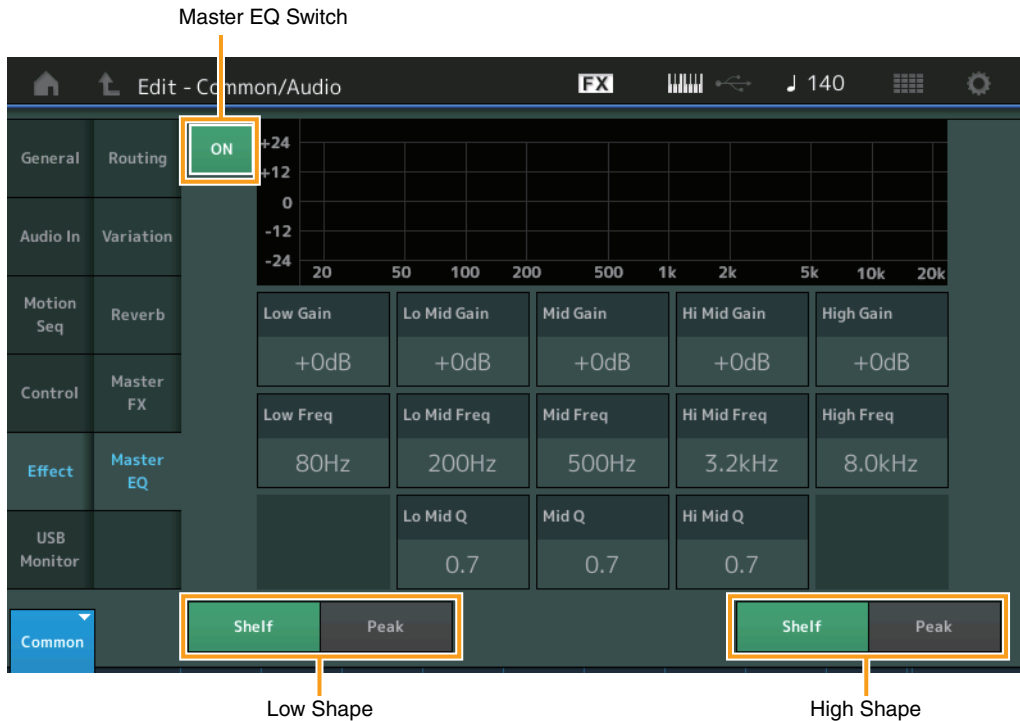 Master EQ Switch
Edit - Common/Audio
FX
♩ 140
General
Routing
ON
+24
+12
0
-12
-24
20 50 100 200 500 1k 2k 5k 10k 20k
Audio In
Variation
Motion
Seq
Reverb
Control
Master
FX
Effect
Master
EQ
USB
Monitor
Low Gain
Lo Mid Gain
Mid Gain
Hi Mid Gain
High Gain
+0dB
+0dB
+0dB
+0dB
+0dB
Low Freq
Lo Mid Freq
Mid Freq
Hi Mid Freq
High Freq
80Hz
200Hz
500Hz
3.2kHz
8.0kHz
Lo Mid Q
Mid Q
Hi Mid Q
0.7
0.7
0.7
Common
Shelf
Peak
Shelf
Peak
Low Shape
High Shape